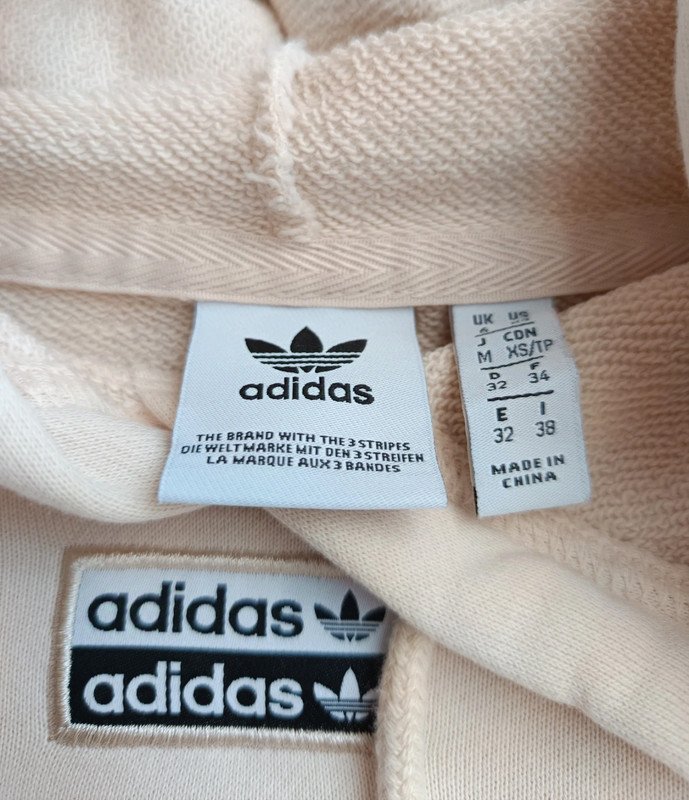 adidas
THE BRAND WITH THE 3 STRIPES
DIE WELTMARKE MIT DEN 3 STREIFEN
LA MARQUE AUX 3 BANDES
UK US
6
J CDN
M XS/TP
D F
32 34
E I
32 38
MADE IN
CHINA
adidas
adidas